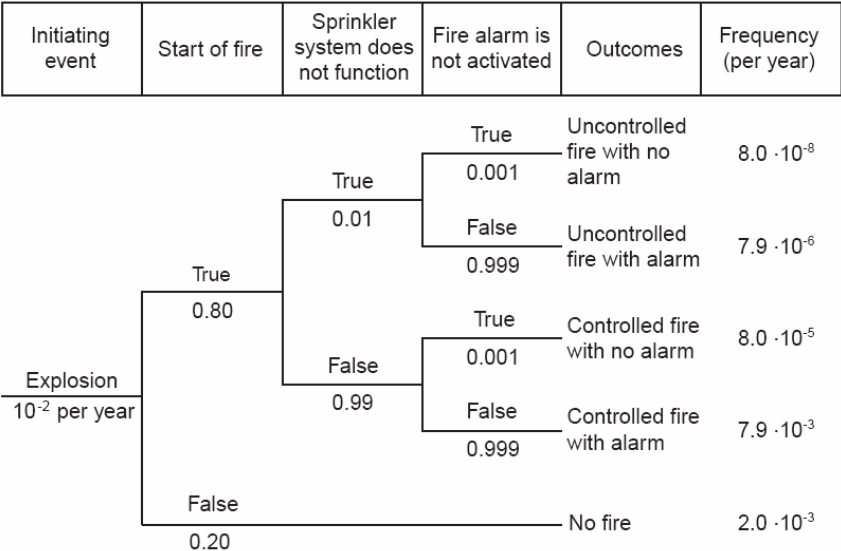 Initiating
event
Start of fire
Sprinkler
system does
not function
Fire alarm is
not activated
Outcomes
Frequency
(per year)
True
0.001
Uncontrolled
fire with no
alarm
8.0 ·10⁻⁸
True
0.01
False
0.999
Uncontrolled
fire with alarm
7.9 ·10⁻⁶
True
0.80
True
0.001
Controlled fire
with no alarm
8.0 ·10⁻⁵
False
0.99
Explosion
10⁻² per year
False
0.999
Controlled fire
with alarm
7.9 ·10⁻³
False
0.20
No fire
2.0 ·10⁻³